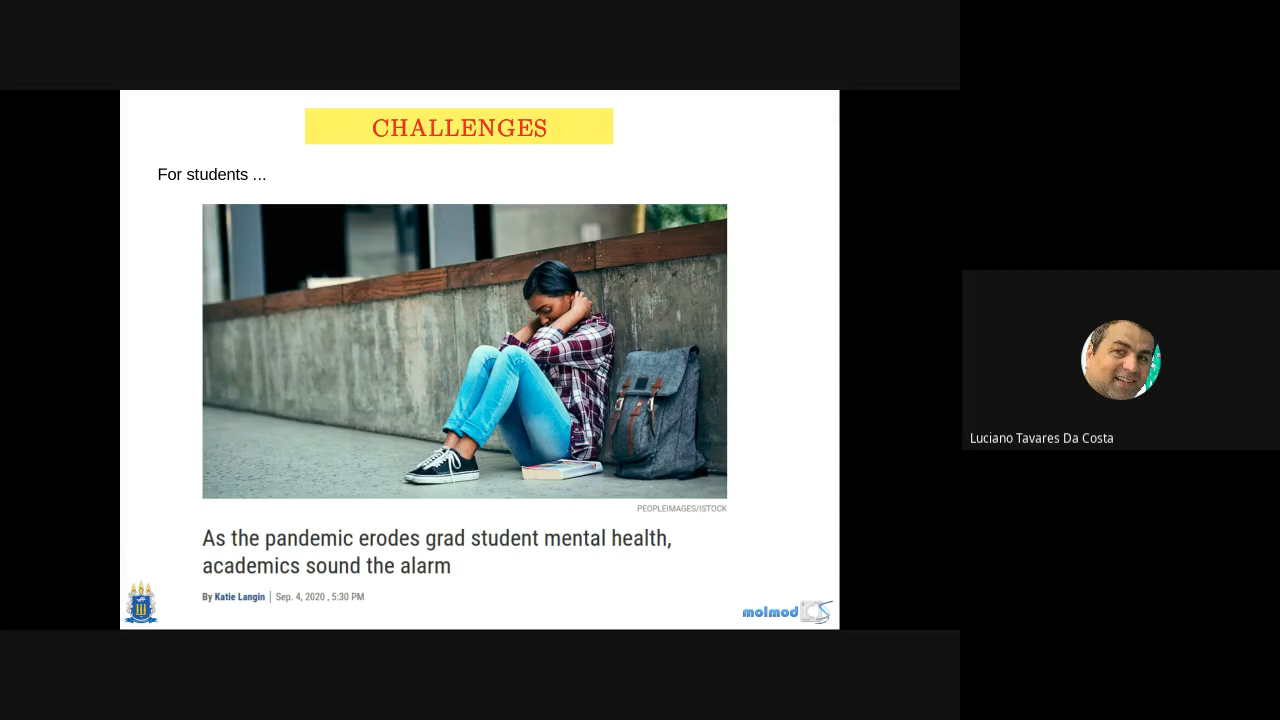 CHALLENGES
For students ...
PEOPLEIMAGES/ISTOCK
As the pandemic erodes grad student mental health,
academics sound the alarm
By Katie Langin | Sep. 4, 2020 , 5:30 PM
molmod CS
Luciano Tavares Da Costa